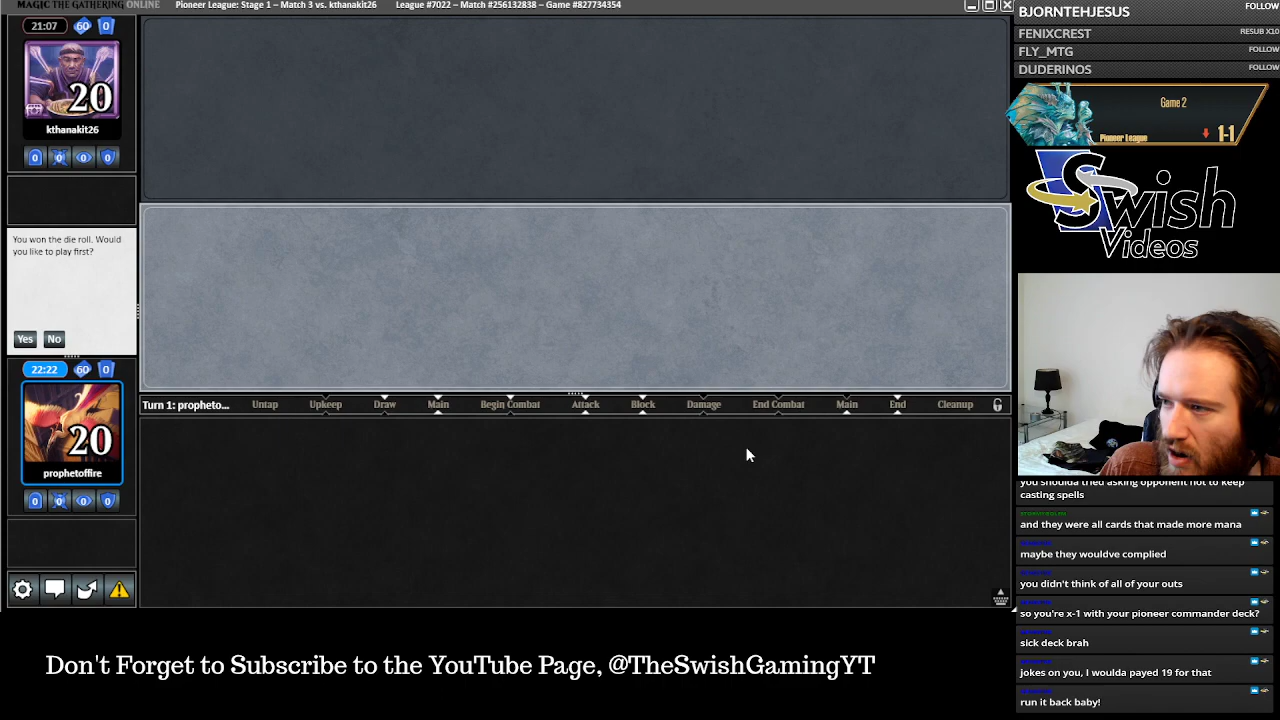 MAGIC THE GATHERING ONLINE Pioneer League: Stage 1 – Match 3 vs. kthanakit26 League #7022 – Match #256132838 – Game #827734354
21:07 60 0
20
kthanakit26
0 0 0 0
You won the die roll. Would
you like to play first?
Yes No
22:22 60 0
20
prophetoffire
0 0 0 0
Turn 1: propheto... Untap Upkeep Draw Main Begin Combat Attack Block Damage End Combat Main End Cleanup
BJORNTEHJESUS FOLLOW
FENIXCREST RESUB X10
FLY_MTG FOLLOW
DUDERINOS FOLLOW
Game 2
Pioneer League 1-1
Swish
Videos
you shoulda tried asking opponent not to keep
casting spells
and they were all cards that made more mana
maybe they wouldve complied
you didn't think of all of your outs
so you're x-1 with your pioneer commander deck?
sick deck brah
jokes on you, I woulda payed 19 for that
run it back baby!
Don't Forget to Subscribe to the YouTube Page, @TheSwishGamingYT